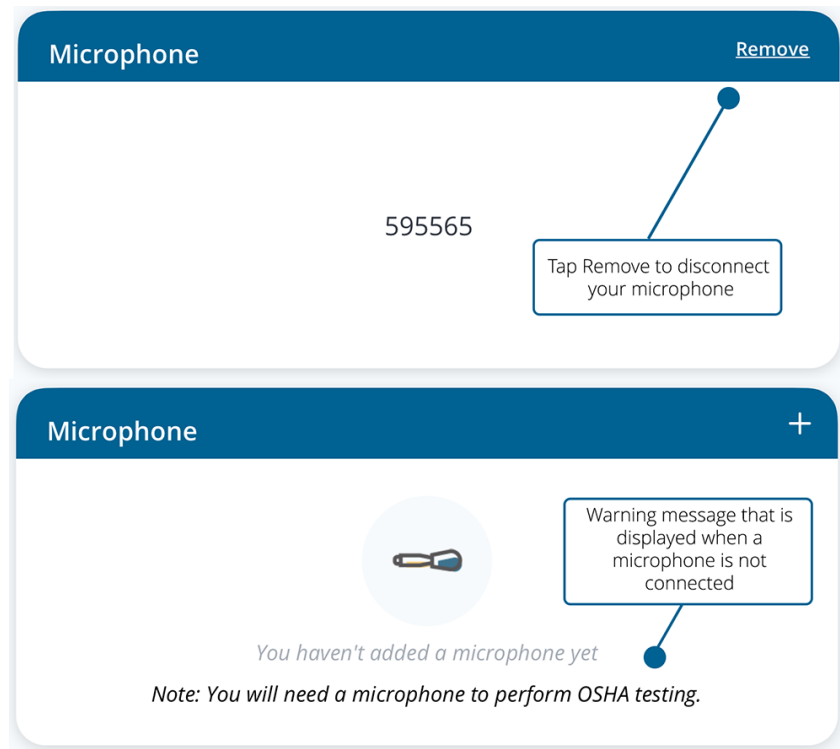 Microphone
Remove
595565
Tap Remove to disconnect
your microphone
Microphone
+
Warning message that is
displayed when a
microphone is not
connected
You haven't added a microphone yet
Note: You will need a microphone to perform OSHA testing.